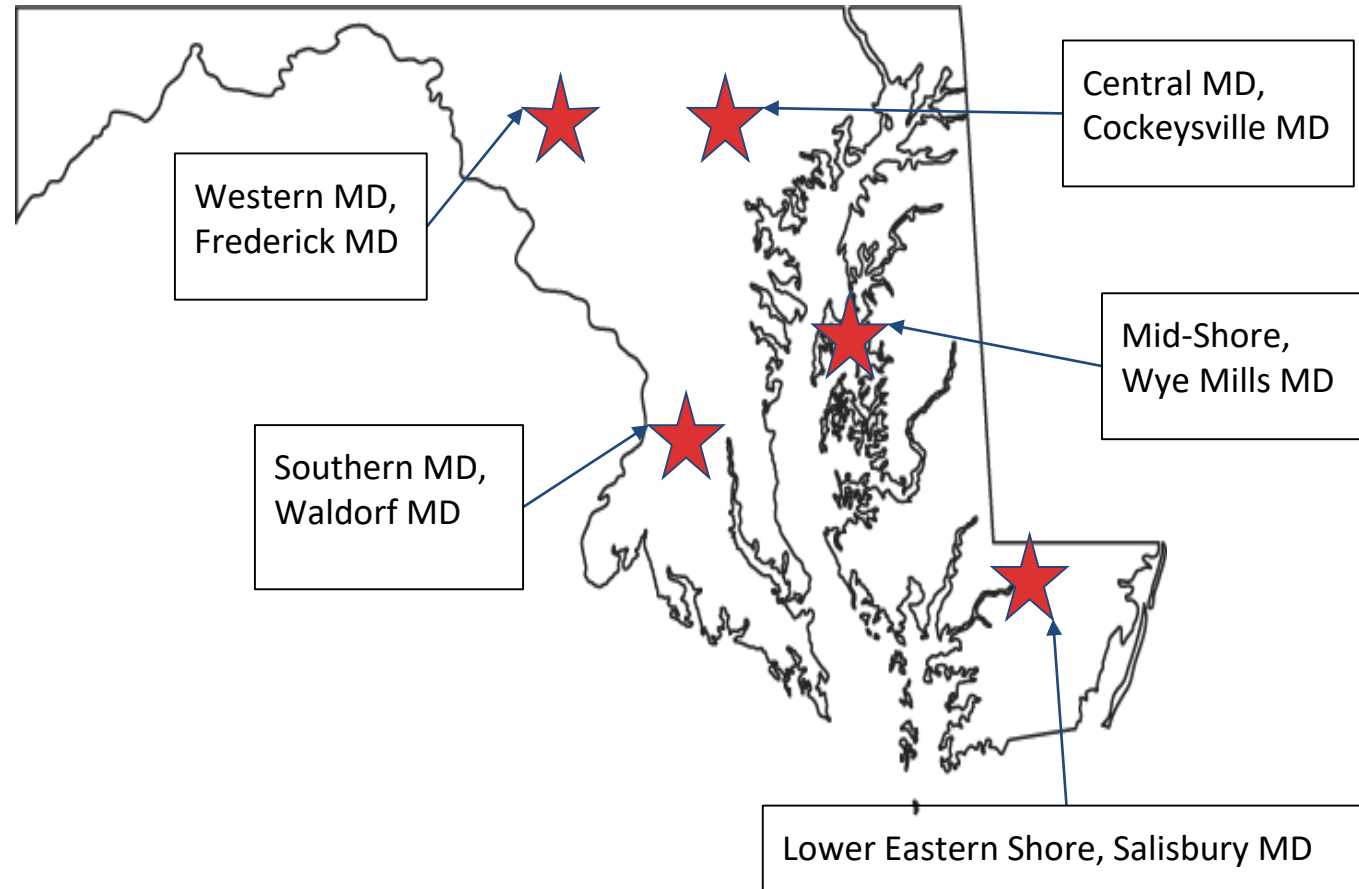 Central MD,
Cockeysville MD
Western MD,
Frederick MD
Mid-Shore,
Wye Mills MD
Southern MD,
Waldorf MD
Lower Eastern Shore, Salisbury MD